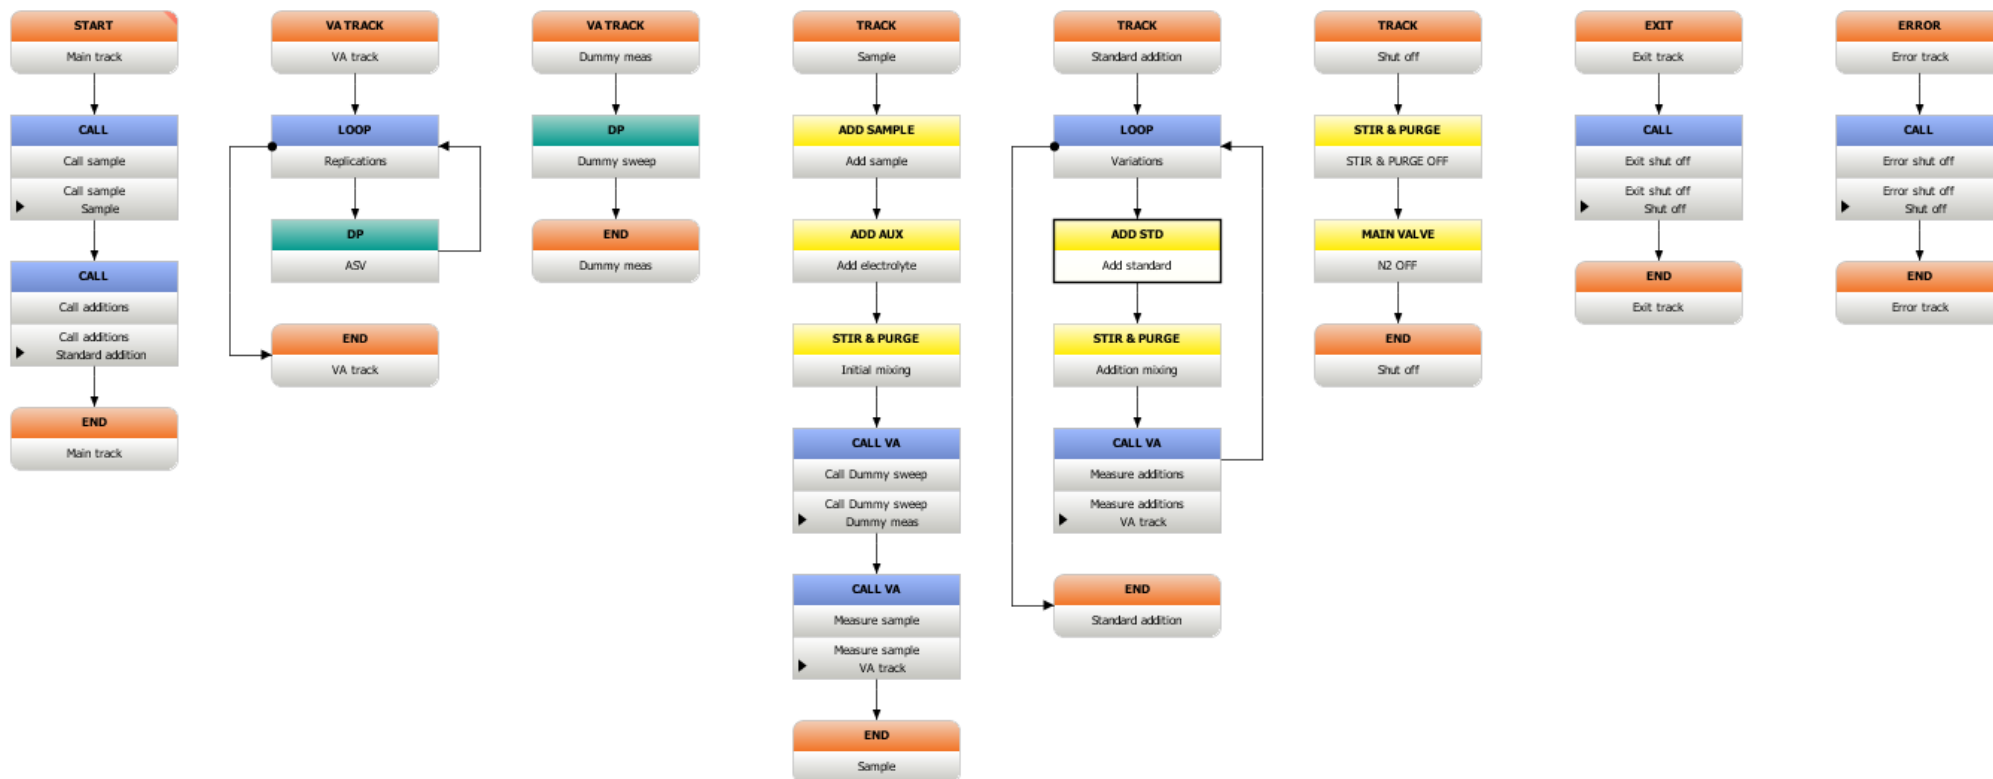 START
Main track
CALL
Call sample
Call sample
Sample
CALL
Call additions
Call additions
Standard addition
END
Main track
VA TRACK
VA track
LOOP
Replications
DP
ASV
END
VA track
VA TRACK
Dummy meas
DP
Dummy sweep
END
Dummy meas
TRACK
Sample
ADD SAMPLE
Add sample
ADD AUX
Add electrolyte
STIR & PURGE
Initial mixing
CALL VA
Call Dummy sweep
Call Dummy sweep
Dummy meas
CALL VA
Measure sample
Measure sample
VA track
END
Sample
TRACK
Standard addition
LOOP
Variations
ADD STD
Add standard
STIR & PURGE
Addition mixing
CALL VA
Measure additions
Measure additions
VA track
END
Standard addition
TRACK
Shut off
STIR & PURGE
STIR & PURGE OFF
MAIN VALVE
N2 OFF
END
Shut off
EXIT
Exit track
CALL
Exit shut off
Exit shut off
Shut off
END
Exit track
ERROR
Error track
CALL
Error shut off
Error shut off
Shut off
END
Error track